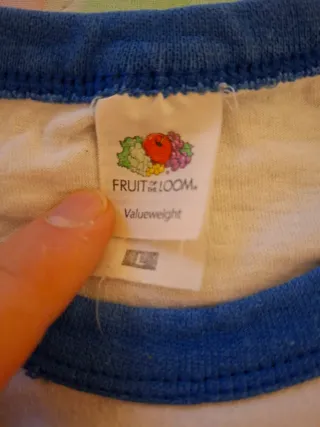 FRUIT OF THE LOOM®
Valueweight
L